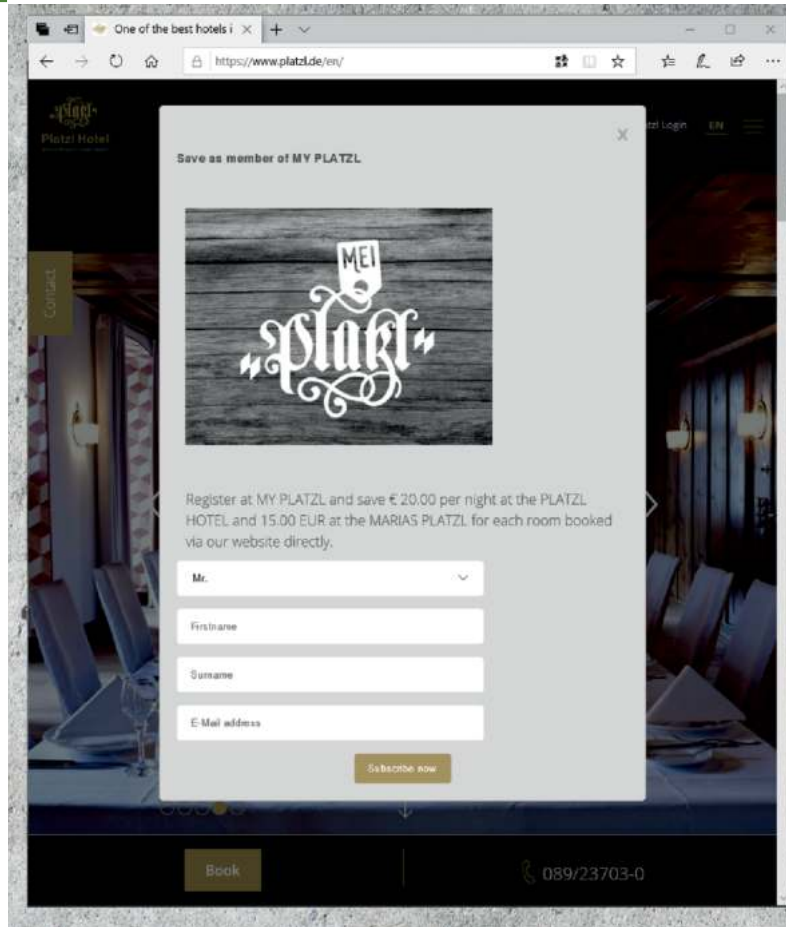 One of the best hotels i
https://www.platzl.de/en/
Platzl
Platzl Hotel
Login
EN
Contact
X
Save as member of MY PLATZL
MEI
"Platzl"
Register at MY PLATZL and save € 20.00 per night at the PLATZL
HOTEL and 15.00 EUR at the MARIAS PLATZL for each room booked
via our website directly.
Mr.
Firstname
Surname
E-Mail address
Subscribe now
Book
089/23703-0